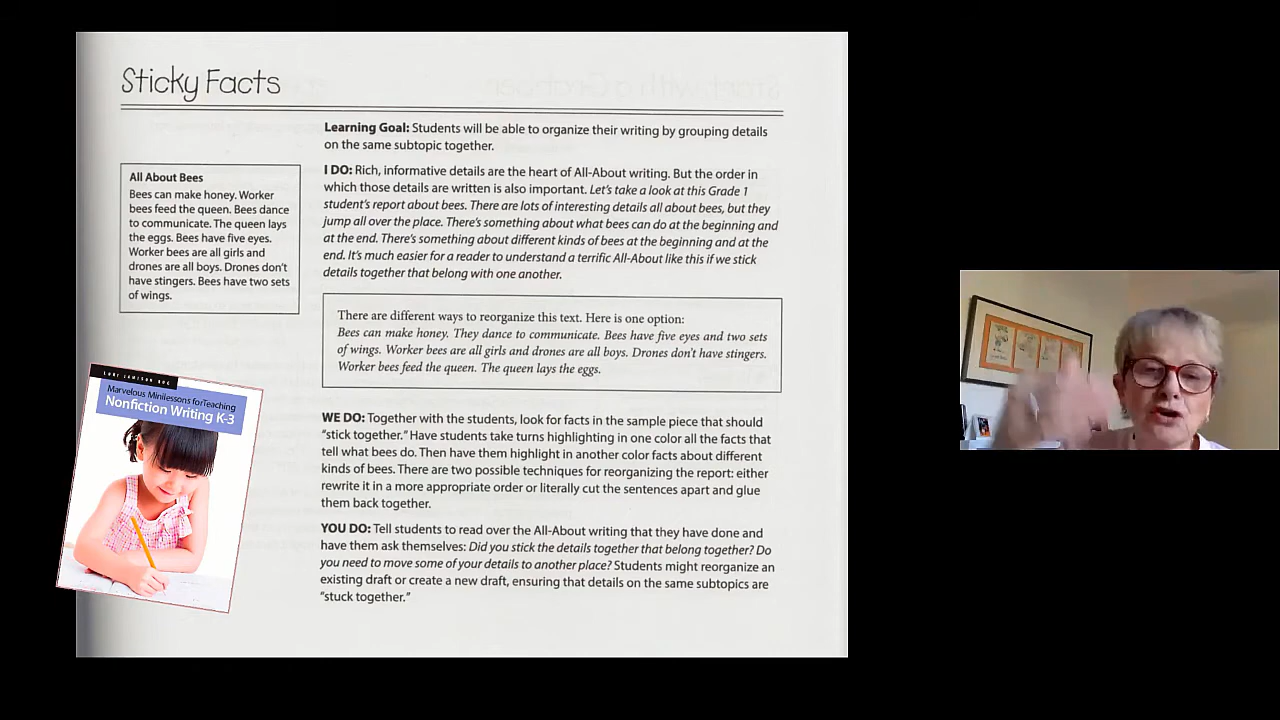 Sticky Facts
Learning Goal: Students will be able to organize their writing by grouping details
on the same subtopic together.
All About Bees
Bees can make honey. Worker
bees feed the queen. Bees dance
to communicate. The queen lays
the eggs. Bees have five eyes.
Worker bees are all girls and
drones are all boys. Drones don't
have stingers. Bees have two sets
of wings.
I DO: Rich, informative details are the heart of All-About writing. But the order in
which those details are written is also important. Let's take a look at this Grade 1
student's report about bees. There are lots of interesting details all about bees, but they
jump all over the place. There's something about what bees can do at the beginning and
at the end. There's something about different kinds of bees at the beginning and at the
end. It's much easier for a reader to understand a terrific All-About like this if we stick
details together that belong with one another.
There are different ways to reorganize this text. Here is one option:
Bees can make honey. They dance to communicate. Bees have five eyes and two sets
of wings. Worker bees are all girls and drones are all boys. Drones don't have stingers.
Worker bees feed the queen. The queen lays the eggs.
LORI JAMISON ROG
Marvelous Minilessons for Teaching
Nonfiction Writing K-3
WE DO: Together with the students, look for facts in the sample piece that should
"stick together." Have students take turns highlighting in one color all the facts that
tell what bees do. Then have them highlight in another color facts about different
kinds of bees. There are two possible techniques for reorganizing the report: either
rewrite it in a more appropriate order or literally cut the sentences apart and glue
them back together.
YOU DO: Tell students to read over the All-About writing that they have done and
have them ask themselves: Did you stick the details together that belong together? Do
you need to move some of your details to another place? Students might reorganize an
existing draft or create a new draft, ensuring that details on the same subtopics are
"stuck together."